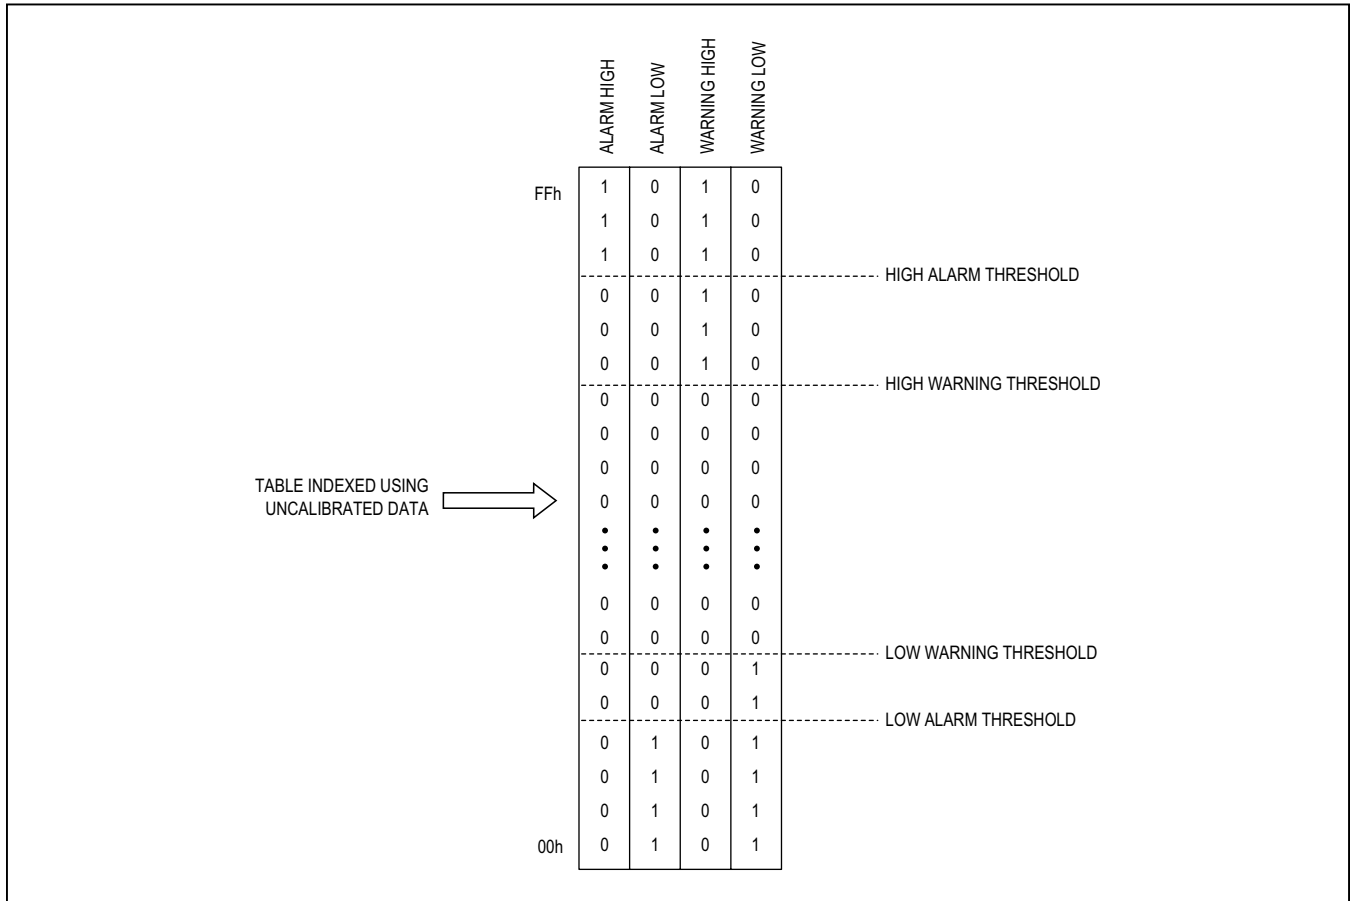 ALARM HIGH
ALARM LOW
WARNING HIGH
WARNING LOW
FFh
1 0 1 0
1 0 1 0
1 0 1 0
HIGH ALARM THRESHOLD
0 0 1 0
0 0 1 0
0 0 1 0
HIGH WARNING THRESHOLD
0 0 0 0
0 0 0 0
0 0 0 0
TABLE INDEXED USING
UNCALIBRATED DATA
0 0 0 0
0 0 0 0
0 0 0 0
LOW WARNING THRESHOLD
0 0 0 1
0 0 0 1
LOW ALARM THRESHOLD
0 1 0 1
0 1 0 1
0 1 0 1
00h
0 1 0 1